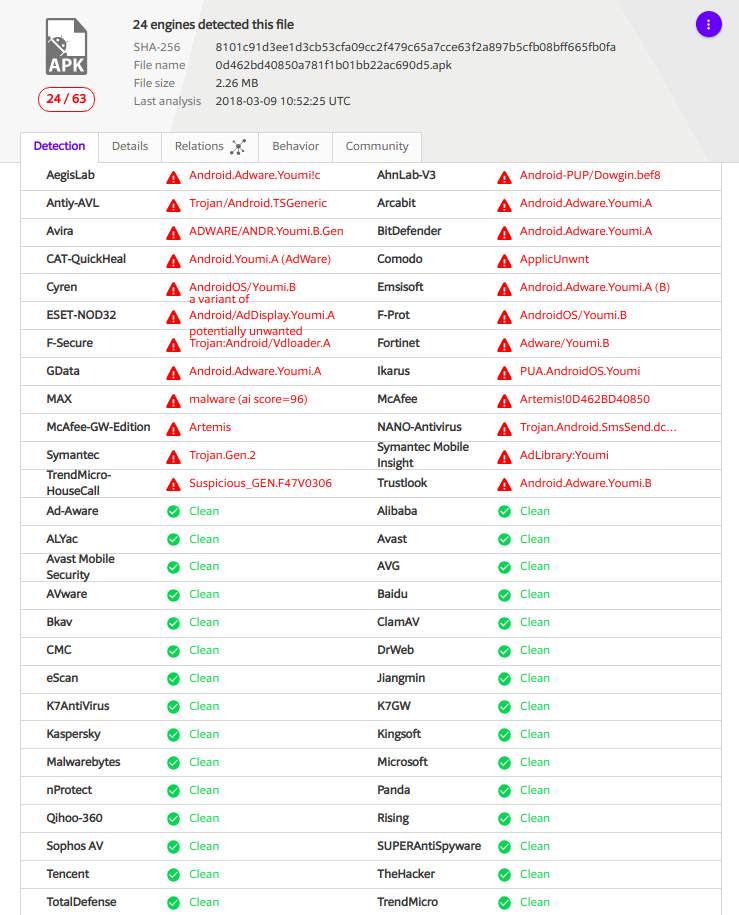 24 engines detected this file
SHA-256 8101c91d3ee1d3cb53cfa09cc2f479c65a7cce63f2a897b5cfb08bff665fb0fa
File name 0d462bd40850a781f1b01bb22ac690d5.apk
File size 2.26 MB
Last analysis 2018-03-09 10:52:25 UTC
APK
24 / 63
Detection Details Relations Behavior Community
AegisLab Android.Adware.Youmi!c AhnLab-V3 Android-PUP/Dowgin.bef8
Antiy-AVL Trojan/Android.TSGeneric Arcabit Android.Adware.Youmi.A
Avira ADWARE/ANDR.Youmi.B.Gen BitDefender Android.Adware.Youmi.A
CAT-QuickHeal Android.Youmi.A (AdWare) Comodo ApplicUnwnt
Cyren AndroidOS/Youmi.B Emsisoft Android.Adware.Youmi.A (B)
a variant of
ESET-NOD32 Android/AdDisplay.Youmi.A F-Prot AndroidOS/Youmi.B
potentially unwanted
F-Secure Trojan:Android/Vdloader.A Fortinet Adware/Youmi.B
GData Android.Adware.Youmi.A Ikarus PUA.AndroidOS.Youmi
MAX malware (ai score=96) McAfee Artemis!0D462BD40850
McAfee-GW-Edition Artemis NANO-Antivirus Trojan.Android.SmsSend.dc...
Symantec Trojan.Gen.2 Symantec Mobile
Insight AdLibrary:Youmi
TrendMicro-
HouseCall Suspicious_GEN.F47V0306 Trustlook Android.Adware.Youmi.B
Ad-Aware Clean Alibaba Clean
ALYac Clean Avast Clean
Avast Mobile
Security Clean AVG Clean
AVware Clean Baidu Clean
Bkav Clean ClamAV Clean
CMC Clean DrWeb Clean
eScan Clean Jiangmin Clean
K7AntiVirus Clean K7GW Clean
Kaspersky Clean Kingsoft Clean
Malwarebytes Clean Microsoft Clean
nProtect Clean Panda Clean
Qihoo-360 Clean Rising Clean
Sophos AV Clean SUPERAntiSpyware Clean
Tencent Clean TheHacker Clean
TotalDefense Clean TrendMicro Clean